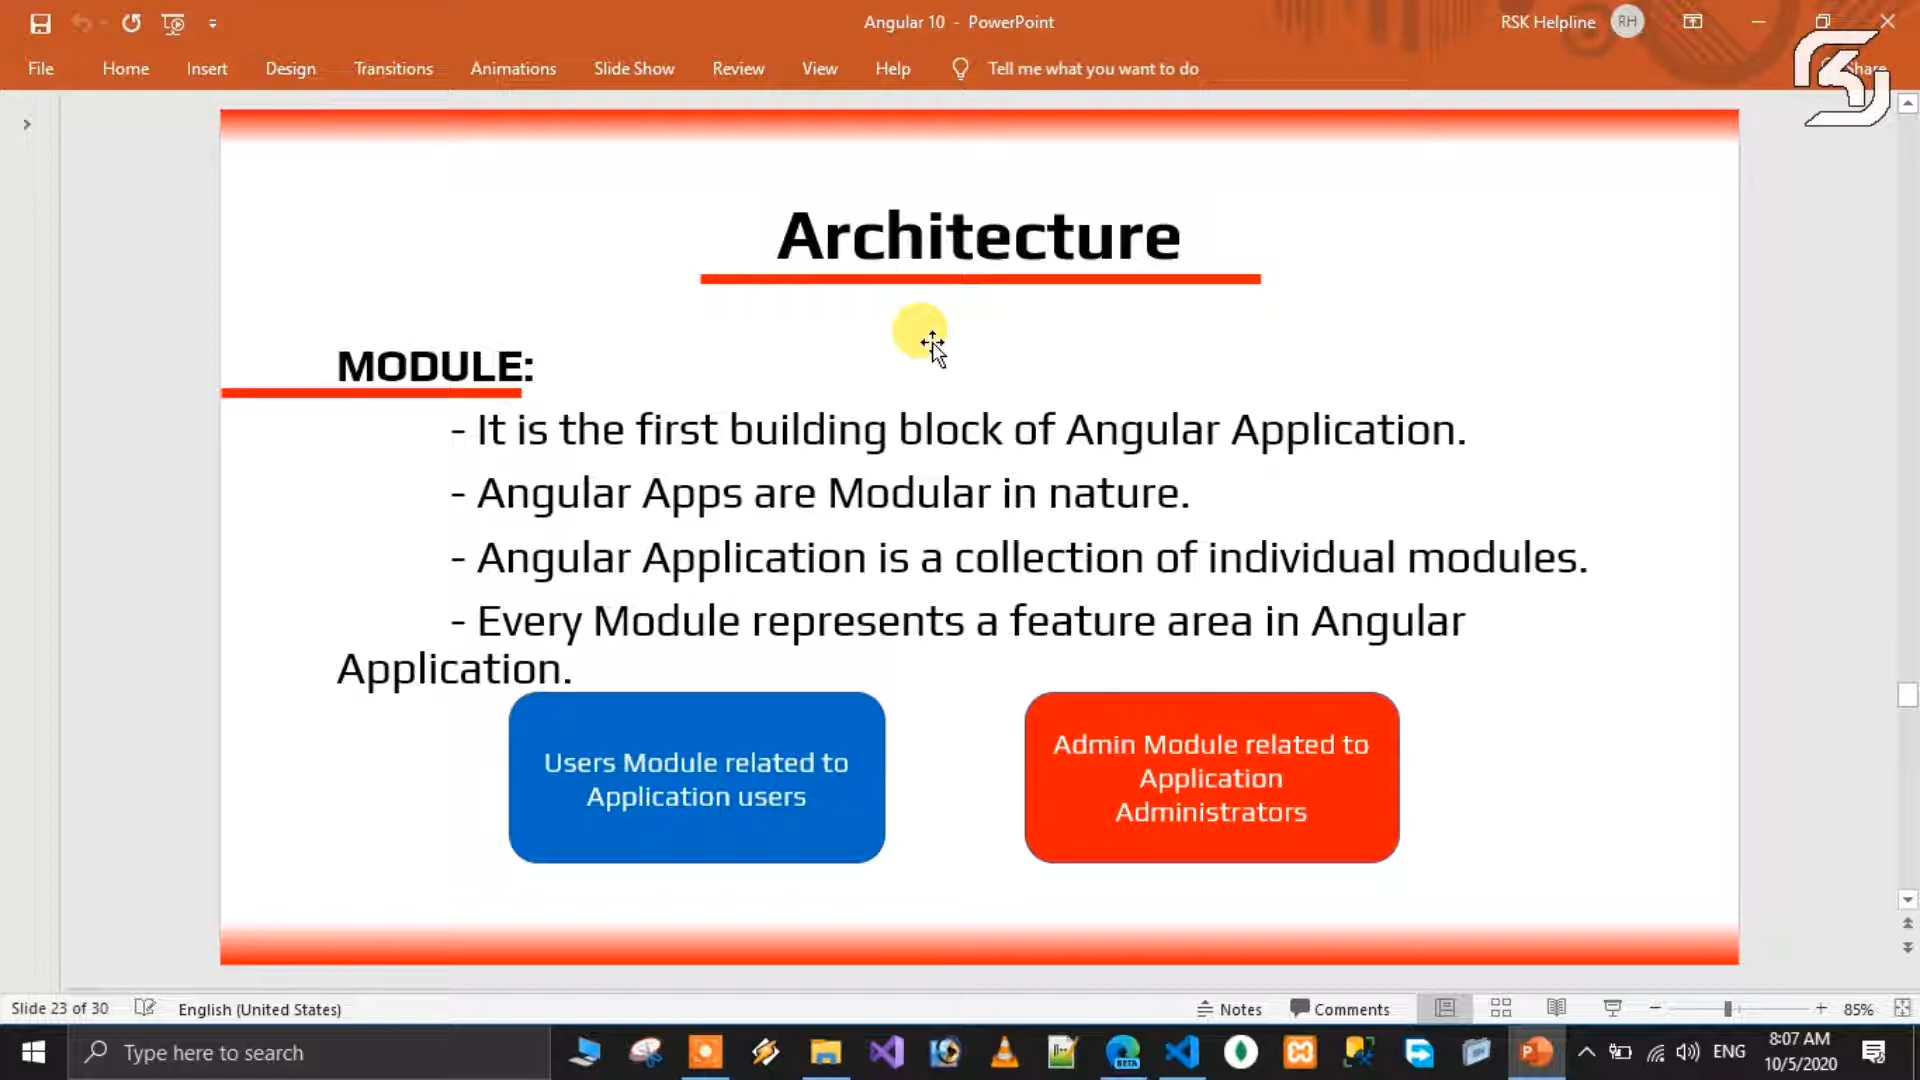 Angular 10 - PowerPoint
RSK Helpline
RH
File
Home
Insert
Design
Transitions
Animations
Slide Show
Review
View
Help
Tell me what you want to do
Share
Architecture
MODULE:
- It is the first building block of Angular Application.
- Angular Apps are Modular in nature.
- Angular Application is a collection of individual modules.
- Every Module represents a feature area in Angular
Application.
Users Module related to
Application users
Admin Module related to
Application
Administrators
Slide 23 of 30
English (United States)
Notes
Comments
85%
Type here to search
BETA
ENG
8:07 AM
10/5/2020